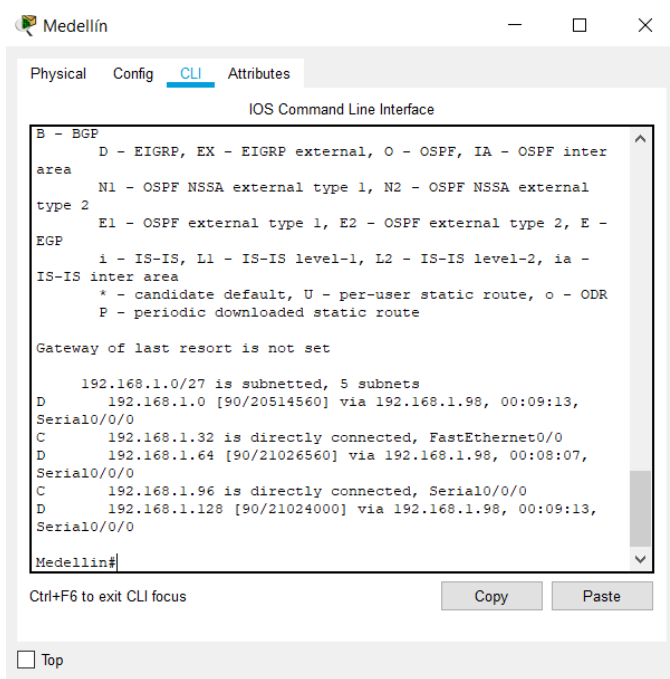 Medellín
Physical Config CLI Attributes
IOS Command Line Interface
B - BGP
D - EIGRP, EX - EIGRP external, O - OSPF, IA - OSPF inter
area
N1 - OSPF NSSA external type 1, N2 - OSPF NSSA external
type 2
E1 - OSPF external type 1, E2 - OSPF external type 2, E -
EGP
i - IS-IS, L1 - IS-IS level-1, L2 - IS-IS level-2, ia -
IS-IS inter area
* - candidate default, U - per-user static route, o - ODR
P - periodic downloaded static route
Gateway of last resort is not set
192.168.1.0/27 is subnetted, 5 subnets
D 192.168.1.0 [90/20514560] via 192.168.1.98, 00:09:13,
Serial0/0/0
C 192.168.1.32 is directly connected, FastEthernet0/0
D 192.168.1.64 [90/21026560] via 192.168.1.98, 00:08:07,
Serial0/0/0
C 192.168.1.96 is directly connected, Serial0/0/0
D 192.168.1.128 [90/21024000] via 192.168.1.98, 00:09:13,
Serial0/0/0
Medellin#
Ctrl+F6 to exit CLI focus
Copy Paste
Top